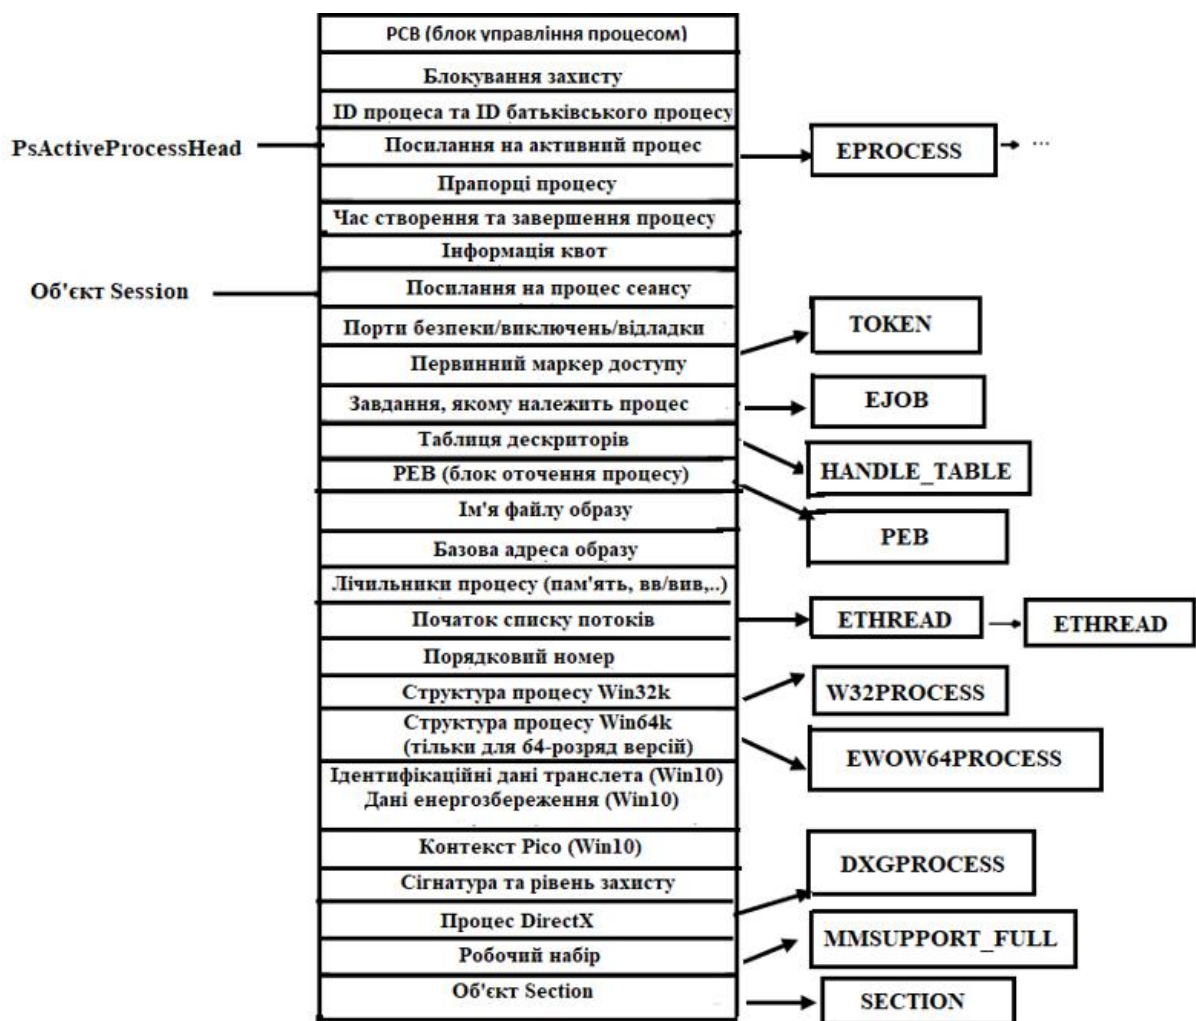 PCB (блок управління процесом)
Блокування захисту
ID процеса та ID батьківського процесу
PsActiveProcessHead
Посилання на активний процес
EPROCESS
...
Прапорці процесу
Час створення та завершення процесу
Інформація квот
Об'єкт Session
Посилання на процес сеансу
Порти безпеки/виключень/відладки
TOKEN
Первинний маркер доступу
Завдання, якому належить процес
EJOB
Таблиця дескрипторів
HANDLE_TABLE
PEB (блок оточення процесу)
Ім'я файлу образу
PEB
Базова адреса образу
Лічильники процесу (пам'ять, вв/вив,..)
Початок списку потоків
ETHREAD
ETHREAD
Порядковий номер
Структура процесу Win32k
W32PROCESS
Структура процесу Win64k
(тільки для 64-розряд версій)
EWOW64PROCESS
Ідентифікаційні дані транслета (Win10)
Дані енергозбереження (Win10)
Контекст Pico (Win10)
DXGPROCESS
Сігнатура та рівень захисту
Процес DirectX
MMSUPPORT_FULL
Робочий набір
Об'єкт Section
SECTION